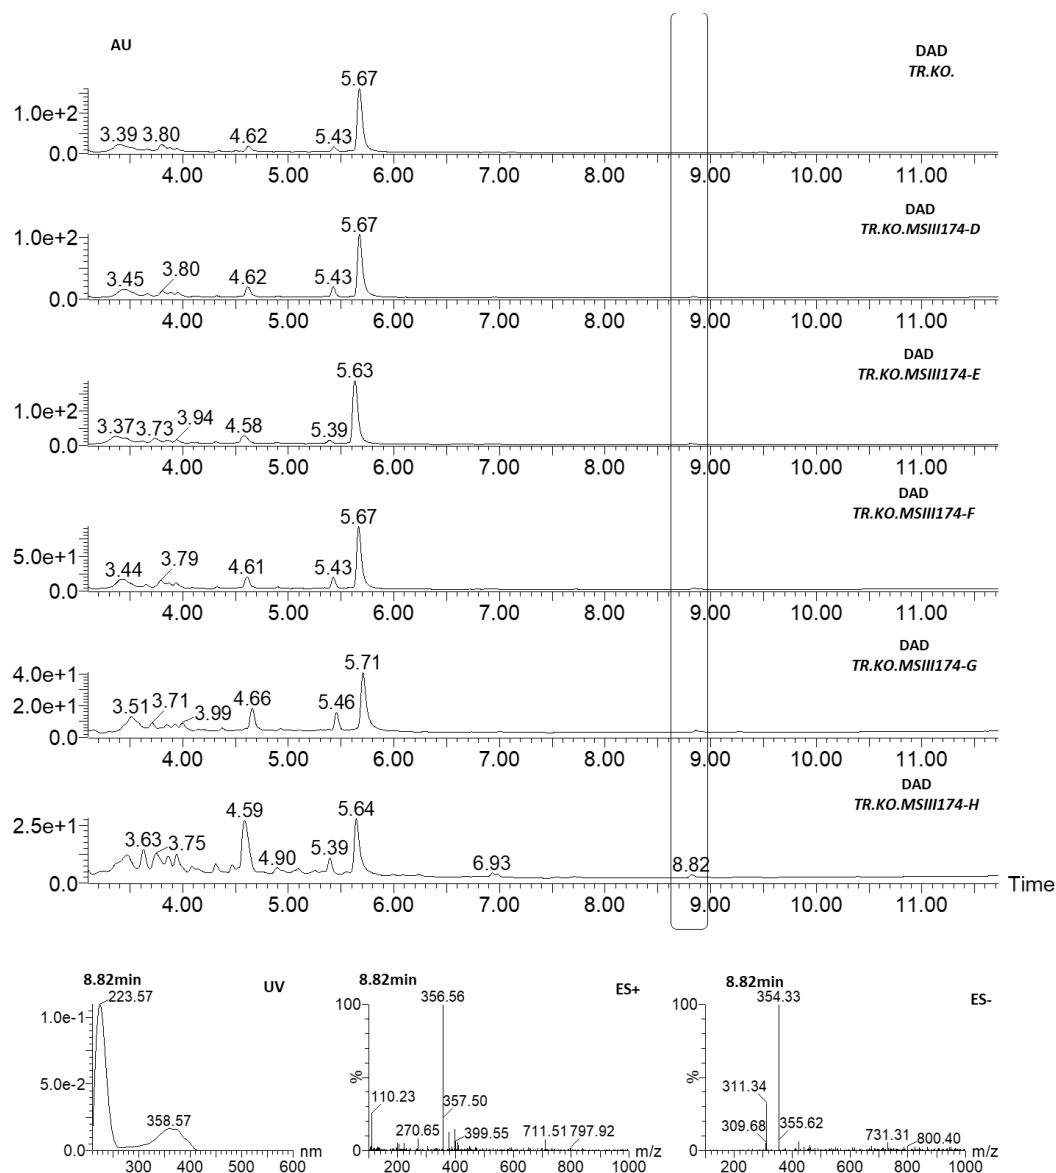 AU
DAD
TR.KO.
5.67
1.0e+2
3.39 3.80 4.62 5.43
0.0
4.00 5.00 6.00 7.00 8.00 9.00 10.00 11.00
DAD
TR.KO.MSIII174-D
5.67
1.0e+2
3.45 3.80 4.62 5.43
0.0
4.00 5.00 6.00 7.00 8.00 9.00 10.00 11.00
DAD
TR.KO.MSIII174-E
5.63
1.0e+2
3.37 3.73 3.94 4.58 5.39
0.0
4.00 5.00 6.00 7.00 8.00 9.00 10.00 11.00
DAD
TR.KO.MSIII174-F
5.67
5.0e+1
3.44 3.79 4.61 5.43
0.0
4.00 5.00 6.00 7.00 8.00 9.00 10.00 11.00
DAD
TR.KO.MSIII174-G
5.71
4.0e+1
2.0e+1
3.51 3.71 3.99 4.66 5.46
0.0
4.00 5.00 6.00 7.00 8.00 9.00 10.00 11.00
DAD
TR.KO.MSIII174-H
2.5e+1
3.63 3.75 4.59 4.90 5.39 5.64 6.93 8.82
0.0
Time
4.00 5.00 6.00 7.00 8.00 9.00 10.00 11.00
8.82min
UV
223.57
1.0e-1
5.0e-2
358.57
0.0
nm
200 300 400 500 600
8.82min
ES+
356.56
100
%
110.23
357.50
270.65
399.55
711.51 797.92
0
m/z
200 400 600 800 1000
8.82min
ES-
354.33
100
%
311.34
309.68
355.62
731.31 800.40
0
m/z
200 400 600 800 1000